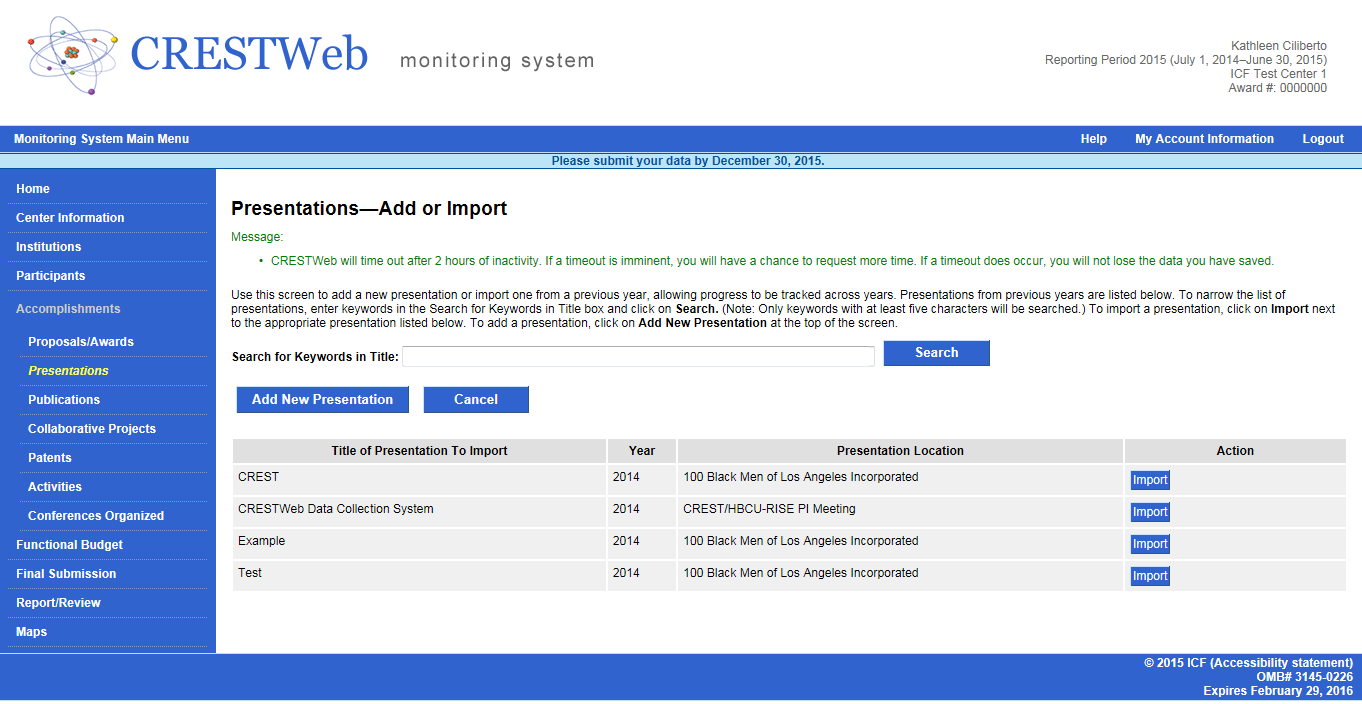 CRESTWeb monitoring system
Kathleen Ciliberto
Reporting Period 2015 (July 1, 2014–June 30, 2015)
ICF Test Center 1
Award #: 0000000
Monitoring System Main Menu Help My Account Information Logout
Please submit your data by December 30, 2015.
Home
Center Information
Institutions
Participants
Accomplishments
Proposals/Awards
Presentations
Publications
Collaborative Projects
Patents
Activities
Conferences Organized
Functional Budget
Final Submission
Report/Review
Maps
Presentations—Add or Import
Message:
• CRESTWeb will time out after 2 hours of inactivity. If a timeout is imminent, you will have a chance to request more time. If a timeout does occur, you will not lose the data you have saved.
Use this screen to add a new presentation or import one from a previous year, allowing progress to be tracked across years. Presentations from previous years are listed below. To narrow the list of
presentations, enter keywords in the Search for Keywords in Title box and click on Search. (Note: Only keywords with at least five characters will be searched.) To import a presentation, click on Import next
to the appropriate presentation listed below. To add a presentation, click on Add New Presentation at the top of the screen.
Search for Keywords in Title: Search
Add New Presentation Cancel
Title of Presentation To Import Year Presentation Location Action
CREST 2014 100 Black Men of Los Angeles Incorporated Import
CRESTWeb Data Collection System 2014 CREST/HBCU-RISE PI Meeting Import
Example 2014 100 Black Men of Los Angeles Incorporated Import
Test 2014 100 Black Men of Los Angeles Incorporated Import
© 2015 ICF (Accessibility statement)
OMB# 3145-0226
Expires February 29, 2016